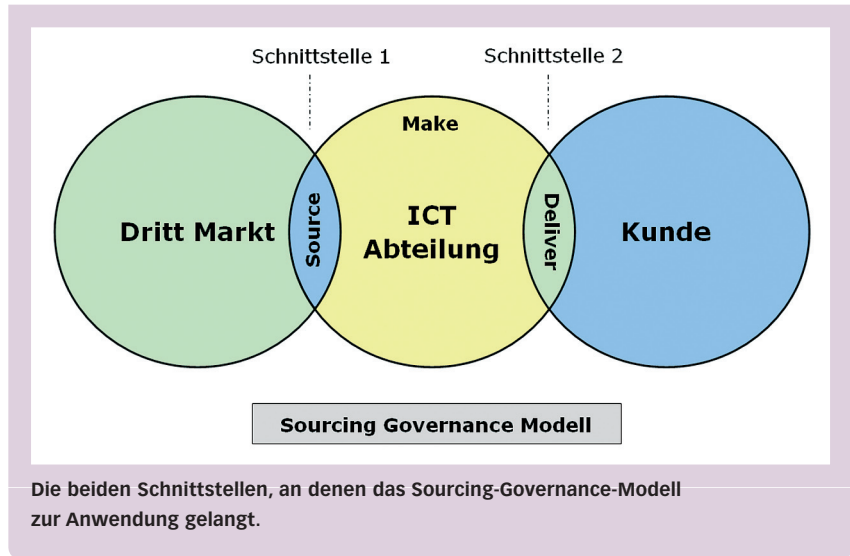 Schnittstelle 1
Schnittstelle 2
Make
Dritt Markt
Source
ICT
Abteilung
Deliver
Kunde
Sourcing Governance Modell
Die beiden Schnittstellen, an denen das Sourcing-Governance-Modell
zur Anwendung gelangt.